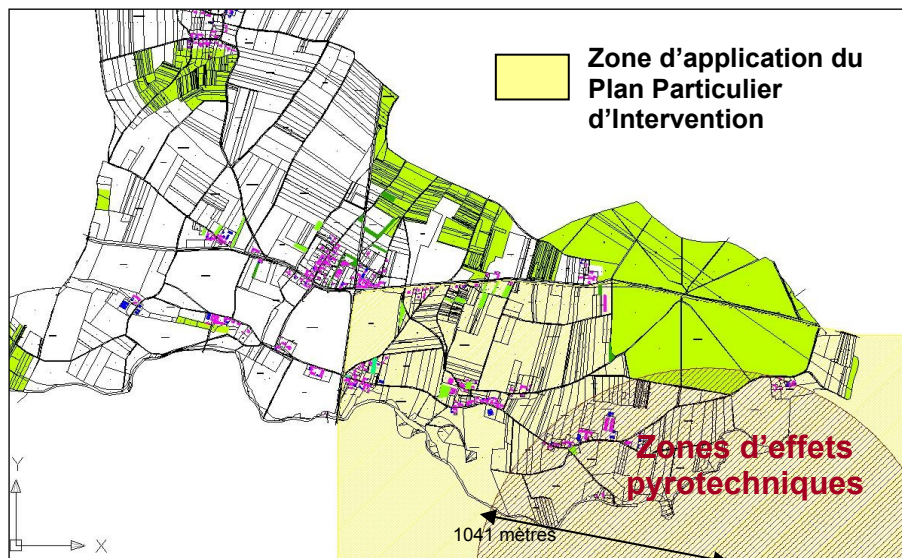 Zone d’application du
Plan Particulier
d’Intervention
Zones d’effets
pyrotechniques
1041 mètres
Y
X